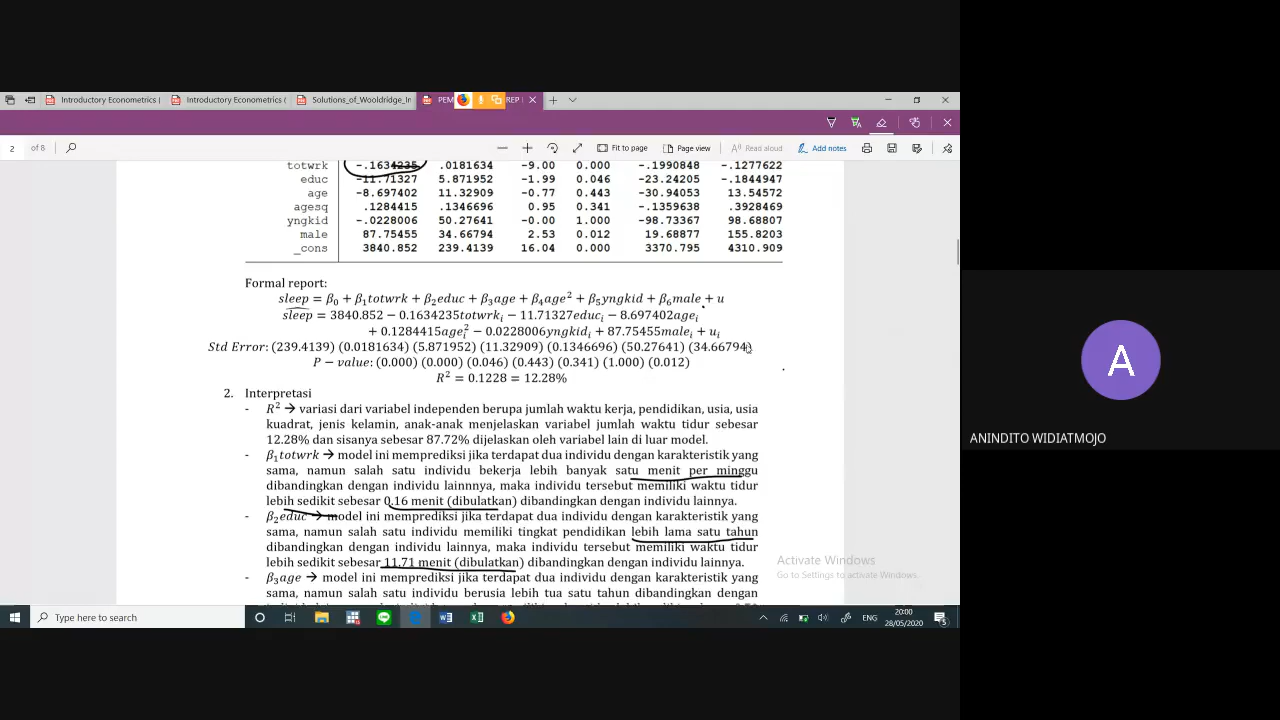 Introductory Econometrics (
Introductory Econometrics (
Solutions_of_Wooldridge_In
PEM
REP
2 of 8
Fit to page
Page view
Read aloud
Add notes
totwrk -.1634235 .0181634 -9.00 0.000 -.1990848 -.1277622
educ -11.71327 5.871952 -1.99 0.046 -23.24205 -.1844947
age -8.697402 11.32909 -0.77 0.443 -30.94053 13.54572
agesq .1284415 .1346696 0.95 0.341 -.1359638 .3928469
yngkid -.0228006 50.27641 -0.00 1.000 -98.73367 98.68807
male 87.75455 34.66794 2.53 0.012 19.68877 155.8203
_cons 3840.852 239.4139 16.04 0.000 3370.795 4310.909
Formal report:
sleep = β₀ + β₁totwrk + β₂educ + β₃age + β₄age² + β₅yngkid + β₆male + u
sleep = 3840.852 − 0.1634235totwrkᵢ − 11.71327educᵢ − 8.697402ageᵢ
+ 0.1284415ageᵢ² − 0.0228006yngkidᵢ + 87.75455maleᵢ + uᵢ
Std Error: (239.4139) (0.0181634) (5.871952) (11.32909) (0.1346696) (50.27641) (34.66794)
P − value: (0.000) (0.000) (0.046) (0.443) (0.341) (1.000) (0.012)
R² = 0.1228 = 12.28%
2. Interpretasi
- R² → variasi dari variabel independen berupa jumlah waktu kerja, pendidikan, usia, usia
kuadrat, jenis kelamin, anak-anak menjelaskan variabel jumlah waktu tidur sebesar
12.28% dan sisanya sebesar 87.72% dijelaskan oleh variabel lain di luar model.
- β₁totwrk → model ini memprediksi jika terdapat dua individu dengan karakteristik yang
sama, namun salah satu individu bekerja lebih banyak satu menit per minggu
dibandingkan dengan individu lainnnya, maka individu tersebut memiliki waktu tidur
lebih sedikit sebesar 0.16 menit (dibulatkan) dibandingkan dengan individu lainnya.
- β₂educ → model ini memprediksi jika terdapat dua individu dengan karakteristik yang
sama, namun salah satu individu memiliki tingkat pendidikan lebih lama satu tahun
dibandingkan dengan individu lainnya, maka individu tersebut memiliki waktu tidur
lebih sedikit sebesar 11.71 menit (dibulatkan) dibandingkan dengan individu lainnya.
- β₃age → model ini memprediksi jika terdapat dua individu dengan karakteristik yang
sama, namun salah satu individu berusia lebih tua satu tahun dibandingkan dengan
Activate Windows
Go to Settings to activate Windows.
Type here to search
ENG
20:00
28/05/2020
A
ANINDITO WIDIATMOJO